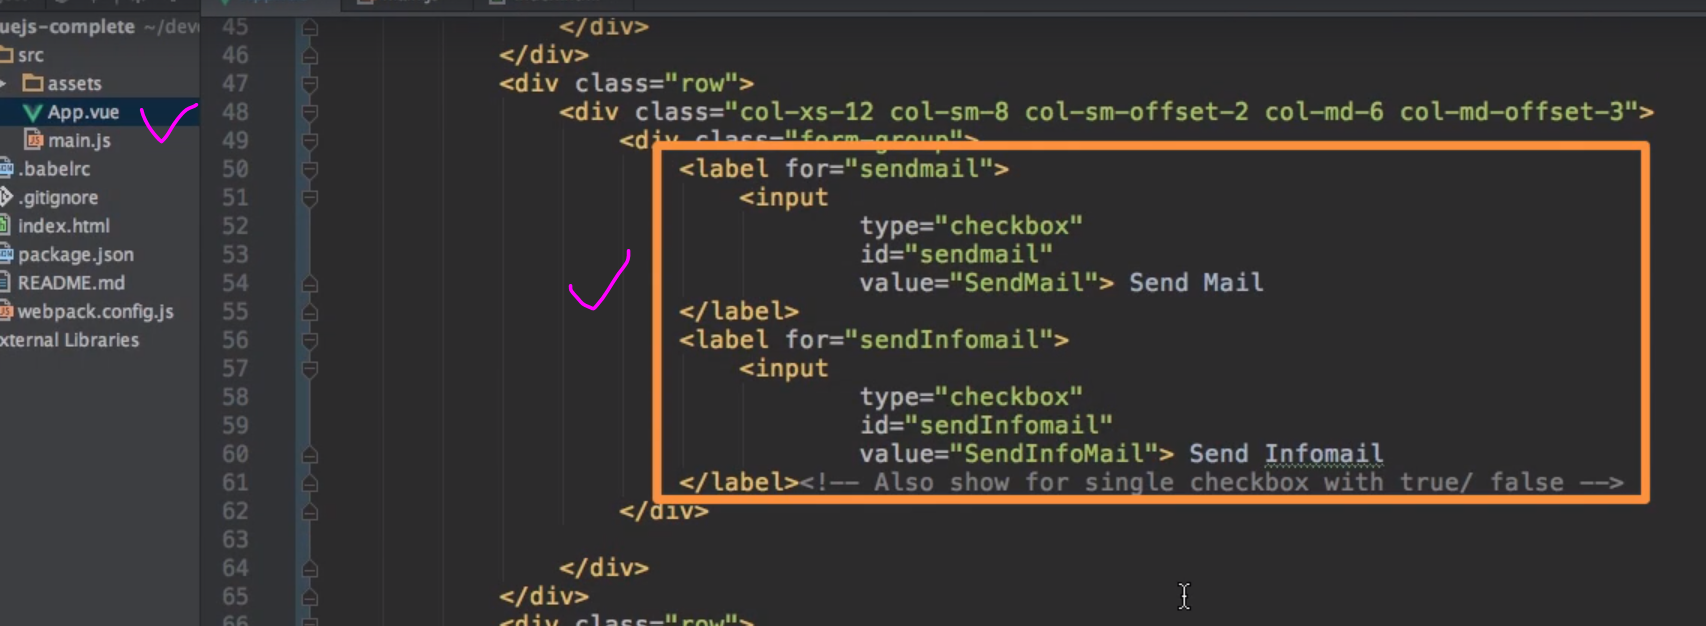 uejs-complete ~/dev
src
assets
App.vue
main.js
.babelrc
.gitignore
index.html
package.json
README.md
webpack.config.js
xternal Libraries
45 </div>
46 </div>
47 <div class="row">
48 <div class="col-xs-12 col-sm-8 col-sm-offset-2 col-md-6 col-md-offset-3">
49 <div class="form-group">
50 <label for="sendmail">
51 <input
52 type="checkbox"
53 id="sendmail"
54 value="SendMail"> Send Mail
55 </label>
56 <label for="sendInfomail">
57 <input
58 type="checkbox"
59 id="sendInfomail"
60 value="SendInfoMail"> Send Infomail
61 </label><!-- Also show for single checkbox with true/ false -->
62 </div>
63
64 </div>
65 </div>
66 <div class="row">